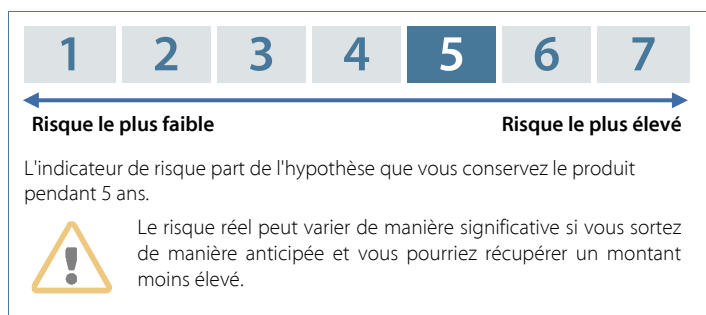 1 2 3 4 5 6 7
Risque le plus faible Risque le plus élevé
L'indicateur de risque part de l'hypothèse que vous conservez le produit
pendant 5 ans.
Le risque réel peut varier de manière significative si vous sortez
de manière anticipée et vous pourriez récupérer un montant
moins élevé.